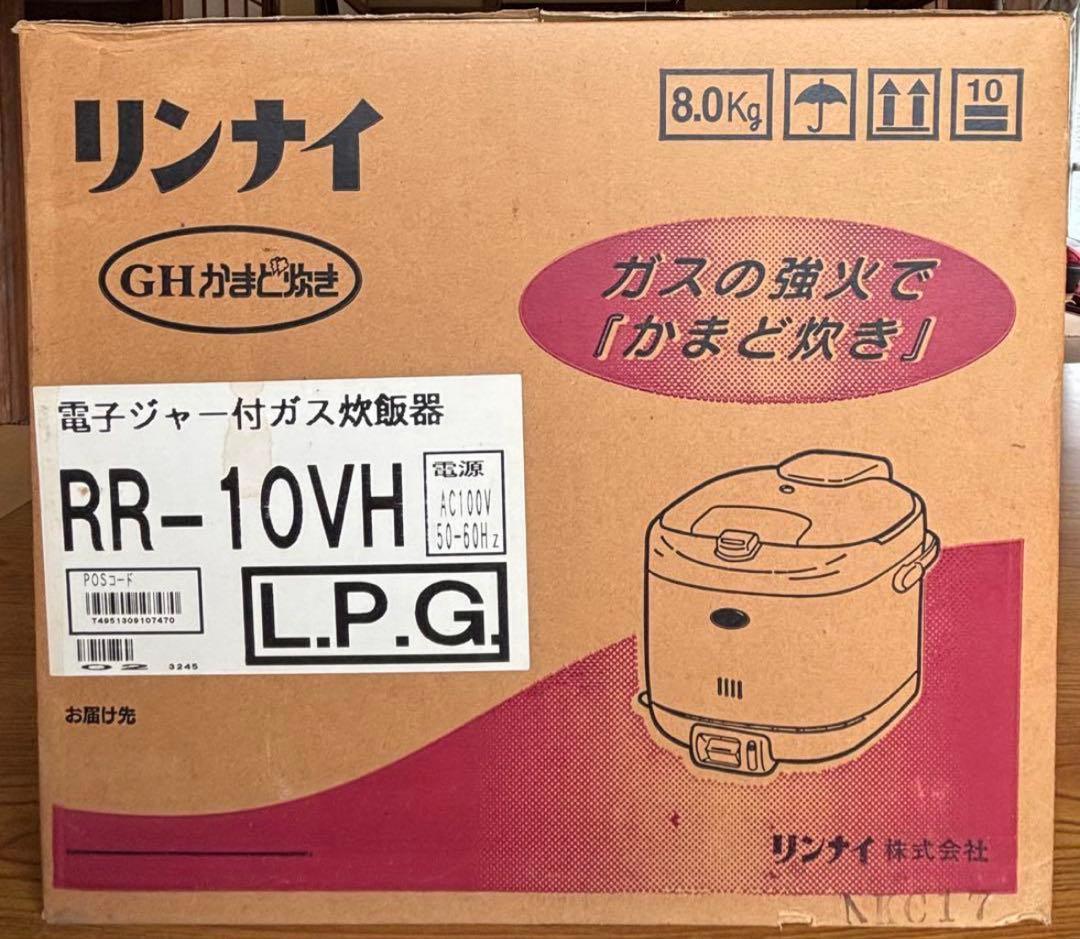 リンナイ
8.0Kg
10
GHかまど炊き
ガスの強火で
「かまど炊き」
電子ジャー付ガス炊飯器
RR-10VH
電源
AC100V
50-60Hz
POSコード
T4951309107470
L.P.G.
02 3245
お届け先
リンナイ株式会社
NKC17